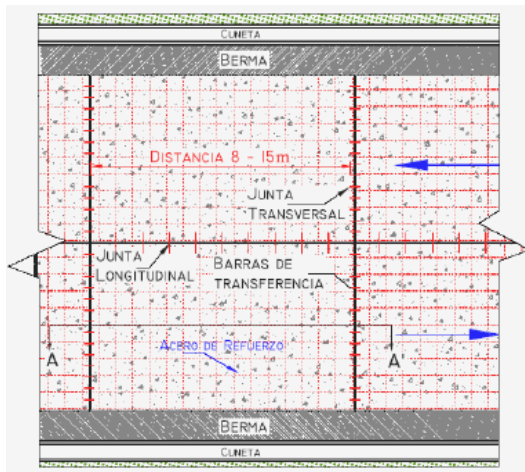 CUNETA
BERMA
DISTANCIA 8 - 15m
JUNTA
TRANSVERSAL
JUNTA
LONGITUDINAL
BARRAS DE
TRANSFERENCIA
ACERO DE REFUERZO
A
A'
BERMA
CUNETA